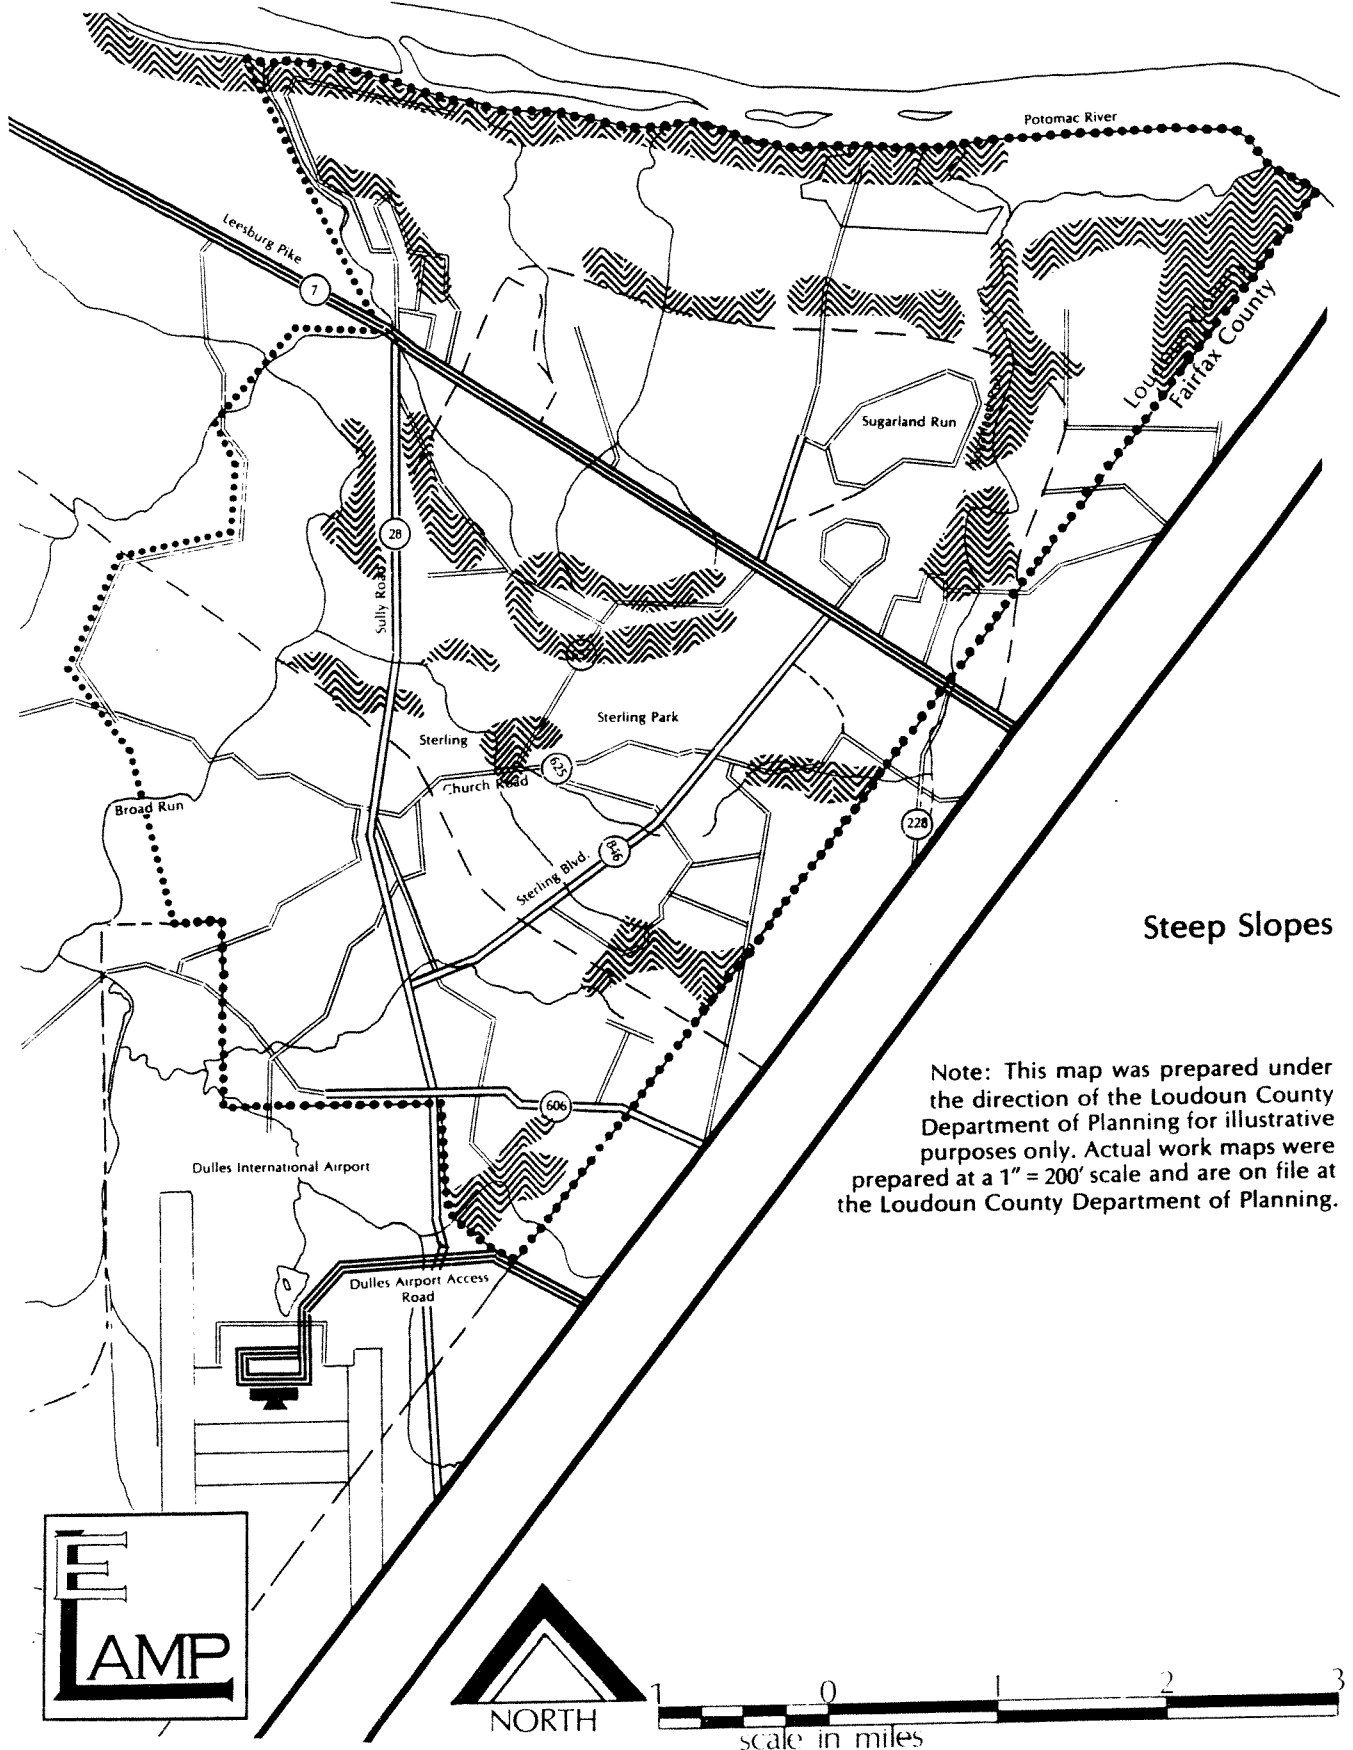 Potomac River
Leesburg Pike
7
Loudoun County
Fairfax County
Sugarland Run
28
Sully Road
Sterling Park
Sterling
625
Church Road
Broad Run
228
846
Sterling Blvd.
Steep Slopes
Note: This map was prepared under
the direction of the Loudoun County
Department of Planning for illustrative
purposes only. Actual work maps were
prepared at a 1" = 200' scale and are on file at
the Loudoun County Department of Planning.
606
Dulles International Airport
Dulles Airport Access
Road
E
LAMP
NORTH
1 0 1 2 3
scale in miles